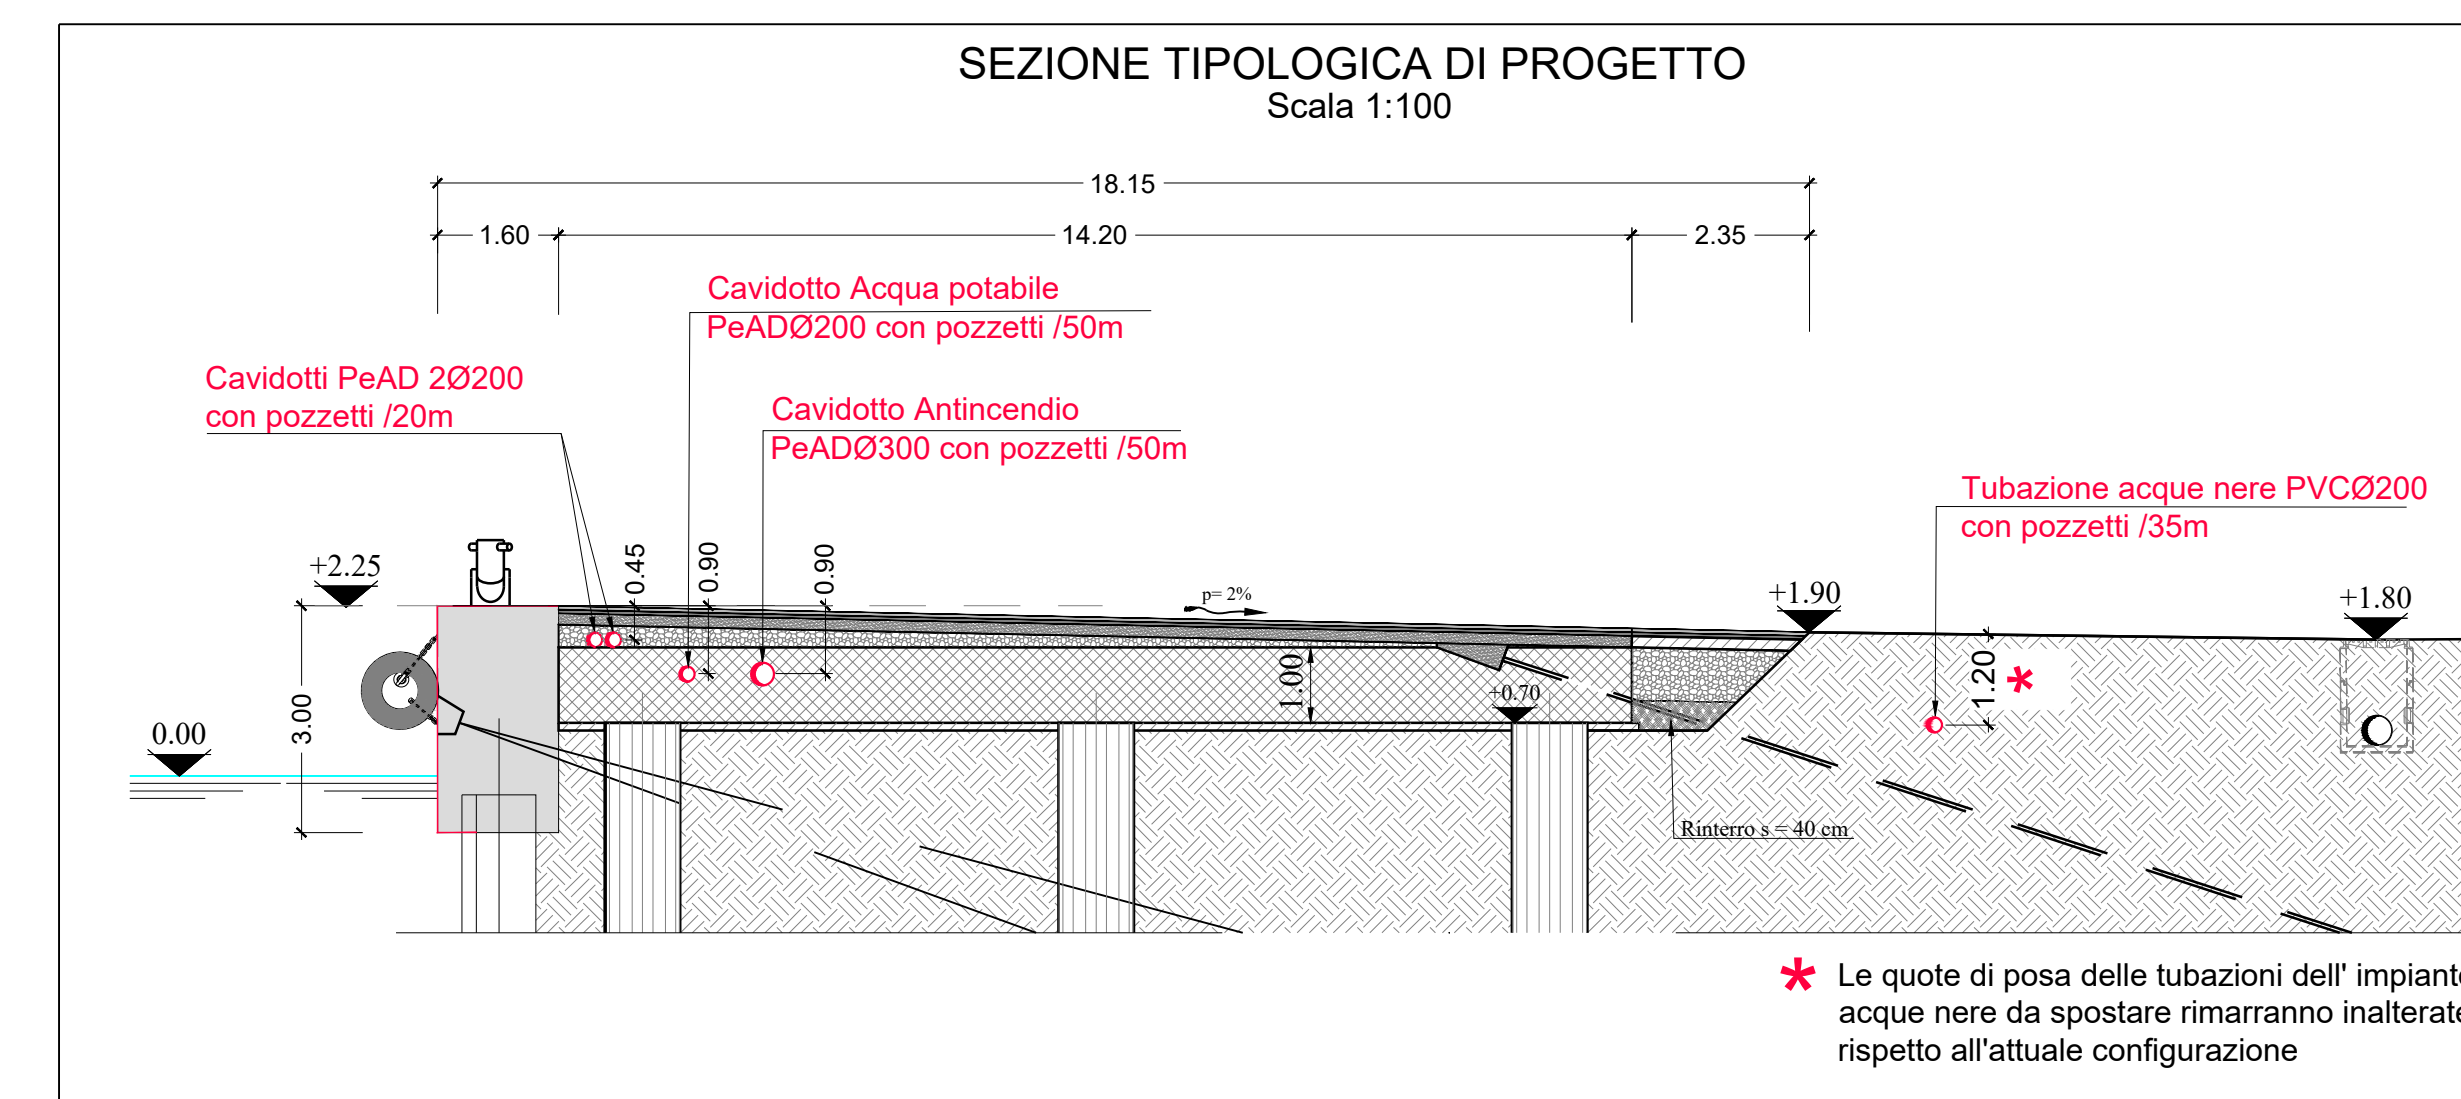 SEZIONE TIPOLOGICA DI PROGETTO
Scala 1:100
18.15
1.60
14.20
2.35
Cavidotto Acqua potabile
PeADØ200 con pozzetti /50m
Cavidotti PeAD 2Ø200
con pozzetti /20m
Cavidotto Antincendio
PeADØ300 con pozzetti /50m
Tubazione acque nere PVCØ200
con pozzetti /35m
+2.25
0.45
0.90
0.90
p= 2%
+1.90
+1.80
1.00
+0.70
1.20 *
3.00
0.00
Rinterro s = 40 cm
* Le quote di posa delle tubazioni dell' impianto
acque nere da spostare rimarranno inalterate
rispetto all'attuale configurazione